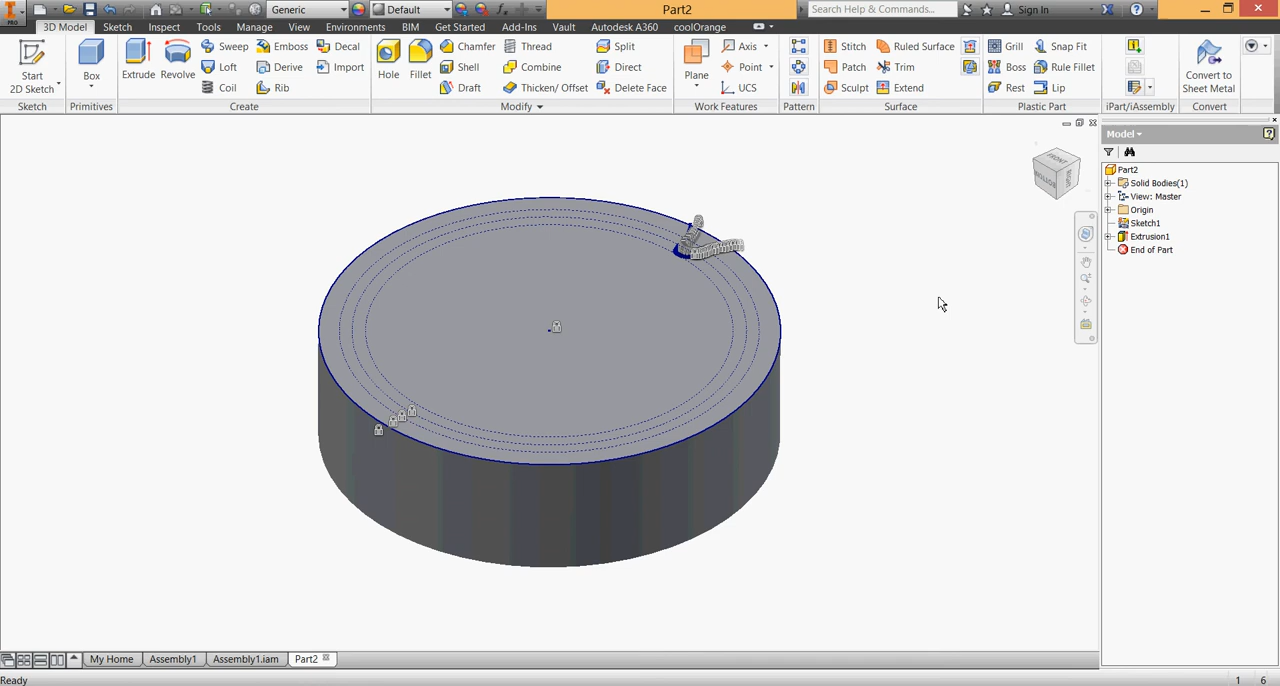 Generic
Default
Part2
Search Help & Commands...
Sign In
PRO
3D Model
Sketch
Inspect
Tools
Manage
View
Environments
BIM
Get Started
Add-Ins
Vault
Autodesk A360
coolOrange
Start
2D Sketch
Box
Extrude
Revolve
Sweep
Loft
Coil
Emboss
Derive
Rib
Decal
Import
Hole
Fillet
Chamfer
Shell
Draft
Thread
Combine
Thicken/ Offset
Split
Direct
Delete Face
Plane
Axis
Point
UCS
Stitch
Patch
Sculpt
Ruled Surface
Trim
Extend
Grill
Boss
Rest
Snap Fit
Rule Fillet
Lip
Convert to
Sheet Metal
Sketch
Primitives
Create
Modify
Work Features
Pattern
Surface
Plastic Part
iPart/iAssembly
Convert
Model
Part2
Solid Bodies(1)
View: Master
Origin
Sketch1
Extrusion1
End of Part
FRONT
RIGHT
BOTTOM
My Home
Assembly1
Assembly1.iam
Part2
Ready
1
6